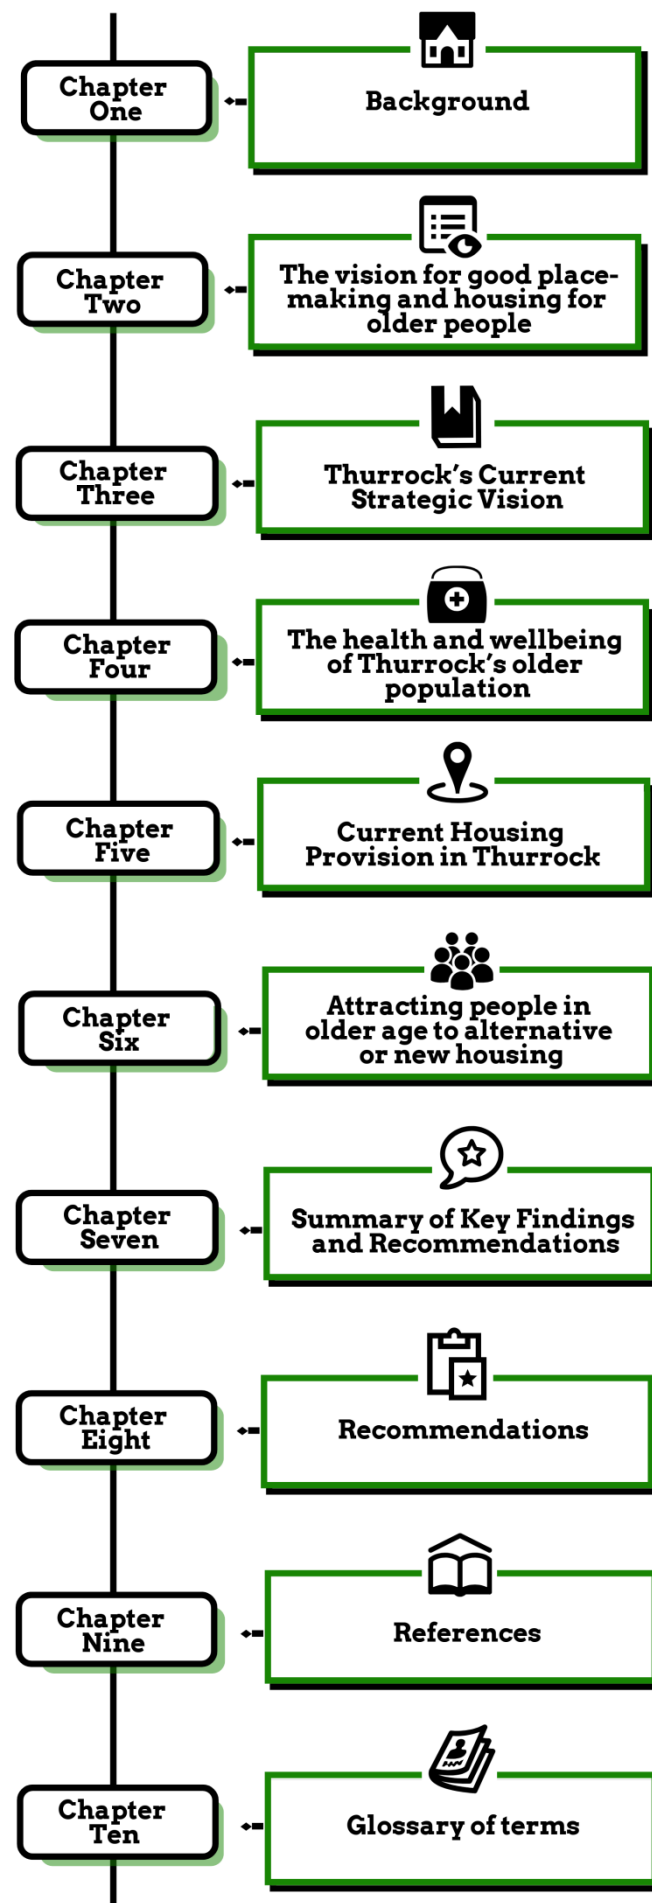 Chapter
One
Background
Chapter
Two
The vision for good place-
making and housing for
older people
Chapter
Three
Thurrock's Current
Strategic Vision
Chapter
Four
The health and wellbeing
of Thurrock's older
population
Chapter
Five
Current Housing
Provision in Thurrock
Chapter
Six
Attracting people in
older age to alternative
or new housing
Chapter
Seven
Summary of Key Findings
and Recommendations
Chapter
Eight
Recommendations
Chapter
Nine
References
Chapter
Ten
Glossary of terms